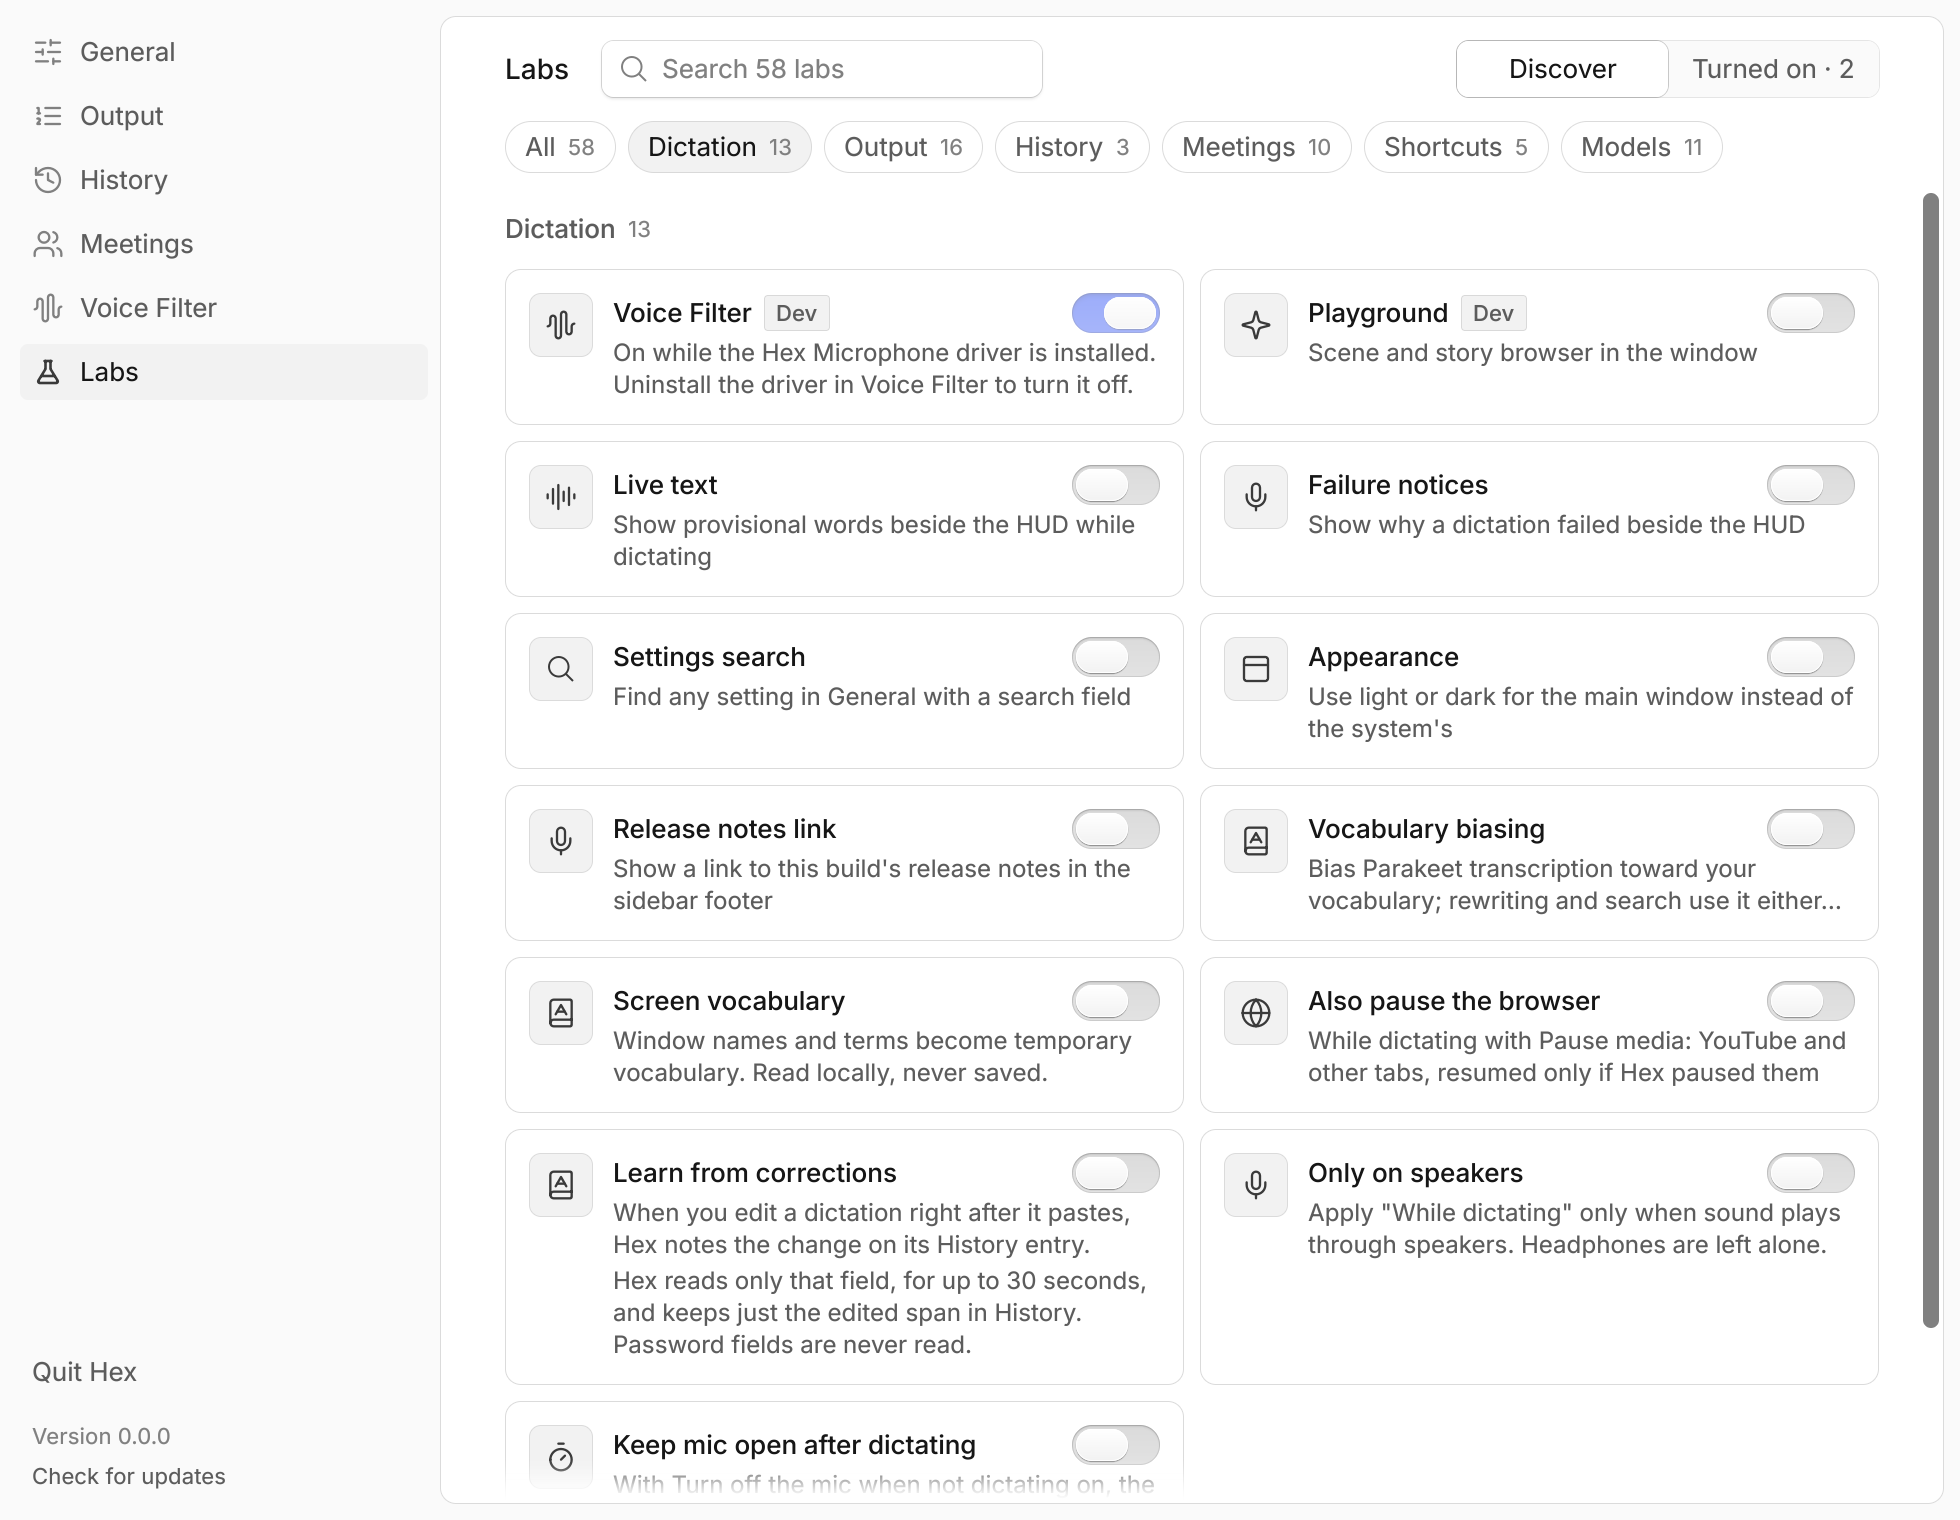 General
Output
History
Meetings
Voice Filter
Labs
Quit Hex
Version 0.0.0
Check for updates
Labs
Search 58 labs
Discover
Turned on · 2
All 58
Dictation 13
Output 16
History 3
Meetings 10
Shortcuts 5
Models 11
Dictation 13
Voice Filter Dev
On while the Hex Microphone driver is installed.
Uninstall the driver in Voice Filter to turn it off.
Playground Dev
Scene and story browser in the window
Live text
Show provisional words beside the HUD while
dictating
Failure notices
Show why a dictation failed beside the HUD
Settings search
Find any setting in General with a search field
Appearance
Use light or dark for the main window instead of
the system's
Release notes link
Show a link to this build's release notes in the
sidebar footer
Vocabulary biasing
Bias Parakeet transcription toward your
vocabulary; rewriting and search use it either...
Screen vocabulary
Window names and terms become temporary
vocabulary. Read locally, never saved.
Also pause the browser
While dictating with Pause media: YouTube and
other tabs, resumed only if Hex paused them
Learn from corrections
When you edit a dictation right after it pastes,
Hex notes the change on its History entry.
Hex reads only that field, for up to 30 seconds,
and keeps just the edited span in History.
Password fields are never read.
Only on speakers
Apply "While dictating" only when sound plays
through speakers. Headphones are left alone.
Keep mic open after dictating
With Turn off the mic when not dictating on, the